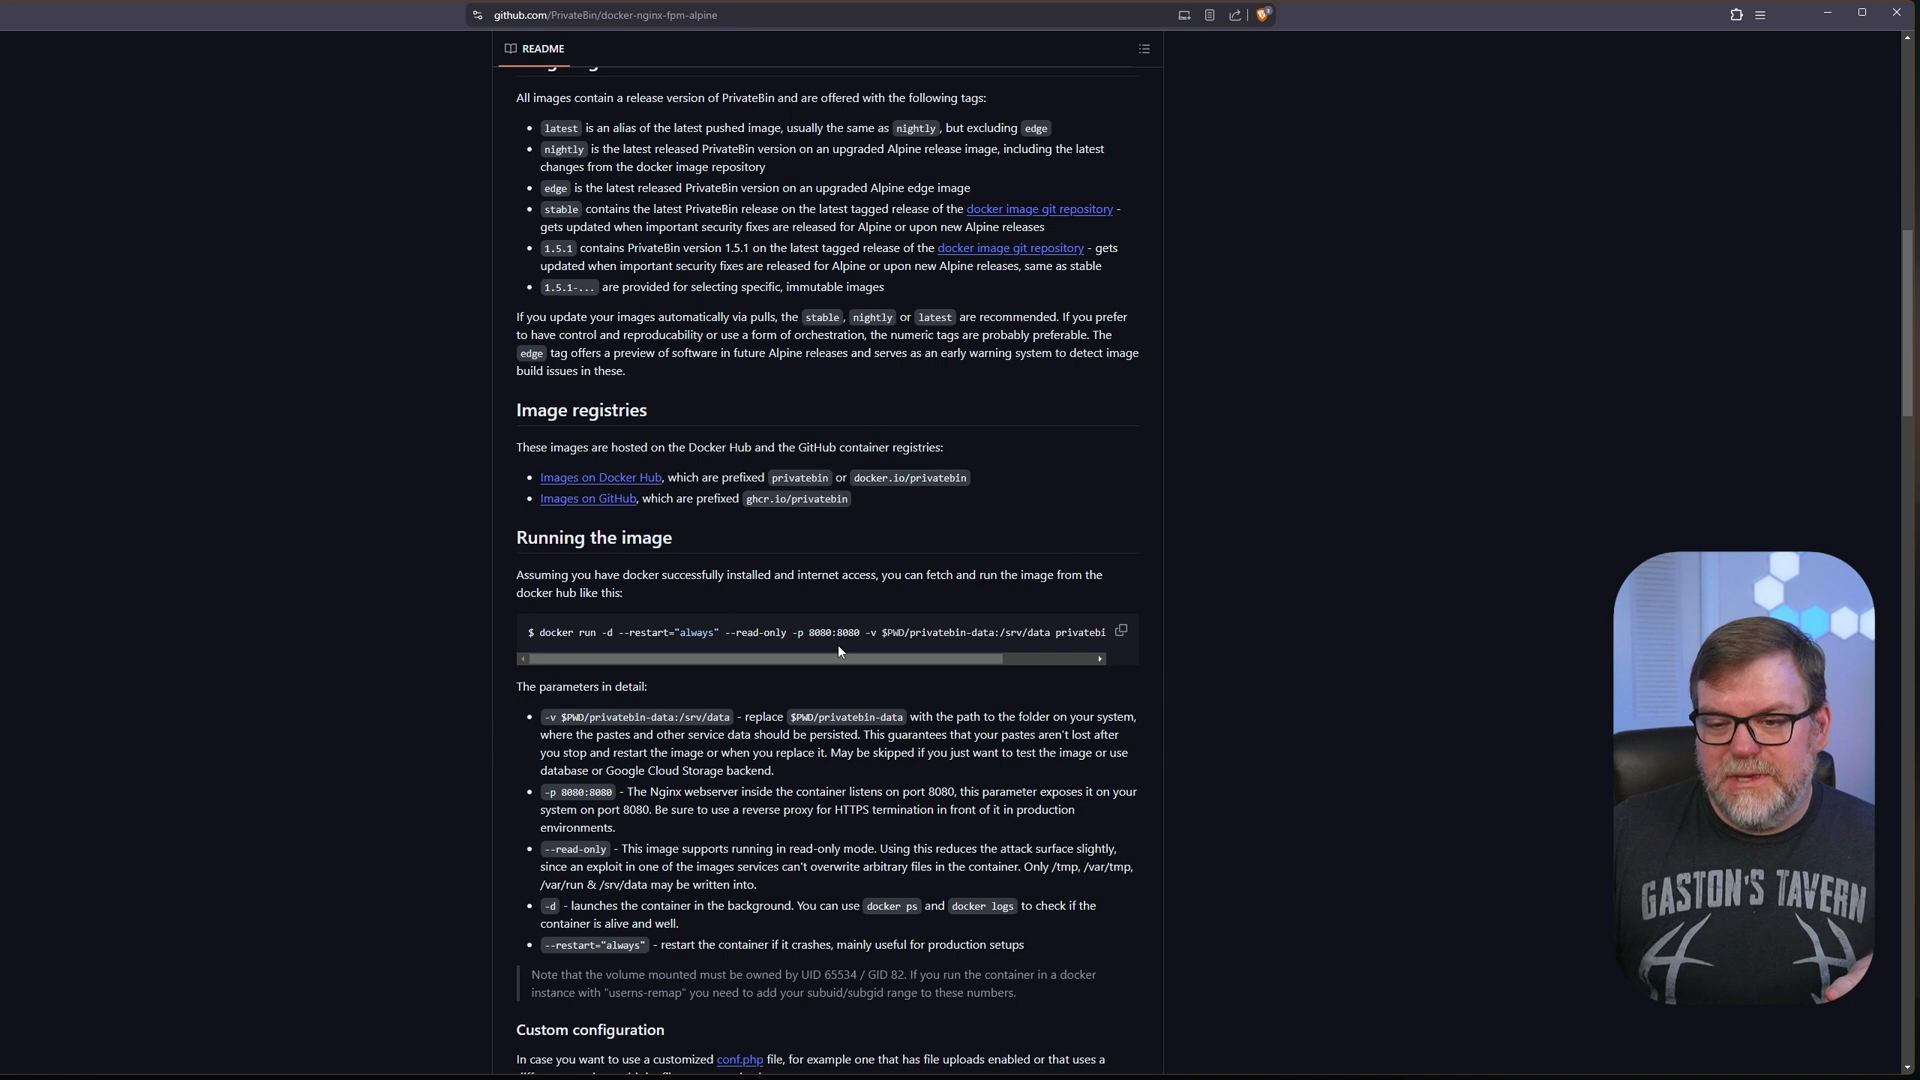 github.com/PrivateBin/docker-nginx-fpm-alpine
README
All images contain a release version of PrivateBin and are offered with the following tags:
• latest is an alias of the latest pushed image, usually the same as nightly, but excluding edge
• nightly is the latest released PrivateBin version on an upgraded Alpine release image, including the latest
changes from the docker image repository
• edge is the latest released PrivateBin version on an upgraded Alpine edge image
• stable contains the latest PrivateBin release on the latest tagged release of the docker image git repository -
gets updated when important security fixes are released for Alpine or upon new Alpine releases
• 1.5.1 contains PrivateBin version 1.5.1 on the latest tagged release of the docker image git repository - gets
updated when important security fixes are released for Alpine or upon new Alpine releases, same as stable
• 1.5.1-... are provided for selecting specific, immutable images
If you update your images automatically via pulls, the stable, nightly or latest are recommended. If you prefer
to have control and reproducability or use a form of orchestration, the numeric tags are probably preferable. The
edge tag offers a preview of software in future Alpine releases and serves as an early warning system to detect image
build issues in these.
Image registries
These images are hosted on the Docker Hub and the GitHub container registries:
• Images on Docker Hub, which are prefixed privatebin or docker.io/privatebin
• Images on GitHub, which are prefixed ghcr.io/privatebin
Running the image
Assuming you have docker successfully installed and internet access, you can fetch and run the image from the
docker hub like this:
$ docker run -d --restart="always" --read-only -p 8080:8080 -v $PWD/privatebin-data:/srv/data privatebi
The parameters in detail:
• -v $PWD/privatebin-data:/srv/data - replace $PWD/privatebin-data with the path to the folder on your system,
where the pastes and other service data should be persisted. This guarantees that your pastes aren't lost after
you stop and restart the image or when you replace it. May be skipped if you just want to test the image or use
database or Google Cloud Storage backend.
• -p 8080:8080 - The Nginx webserver inside the container listens on port 8080, this parameter exposes it on your
system on port 8080. Be sure to use a reverse proxy for HTTPS termination in front of it in production
environments.
• --read-only - This image supports running in read-only mode. Using this reduces the attack surface slightly,
since an exploit in one of the images services can't overwrite arbitrary files in the container. Only /tmp, /var/tmp,
/var/run & /srv/data may be written into.
• -d - launches the container in the background. You can use docker ps and docker logs to check if the
container is alive and well.
• --restart="always" - restart the container if it crashes, mainly useful for production setups
Note that the volume mounted must be owned by UID 65534 / GID 82. If you run the container in a docker
instance with "userns-remap" you need to add your subuid/subgid range to these numbers.
Custom configuration
In case you want to use a customized conf.php file, for example one that has file uploads enabled or that uses a
GASTON'S TAVERN